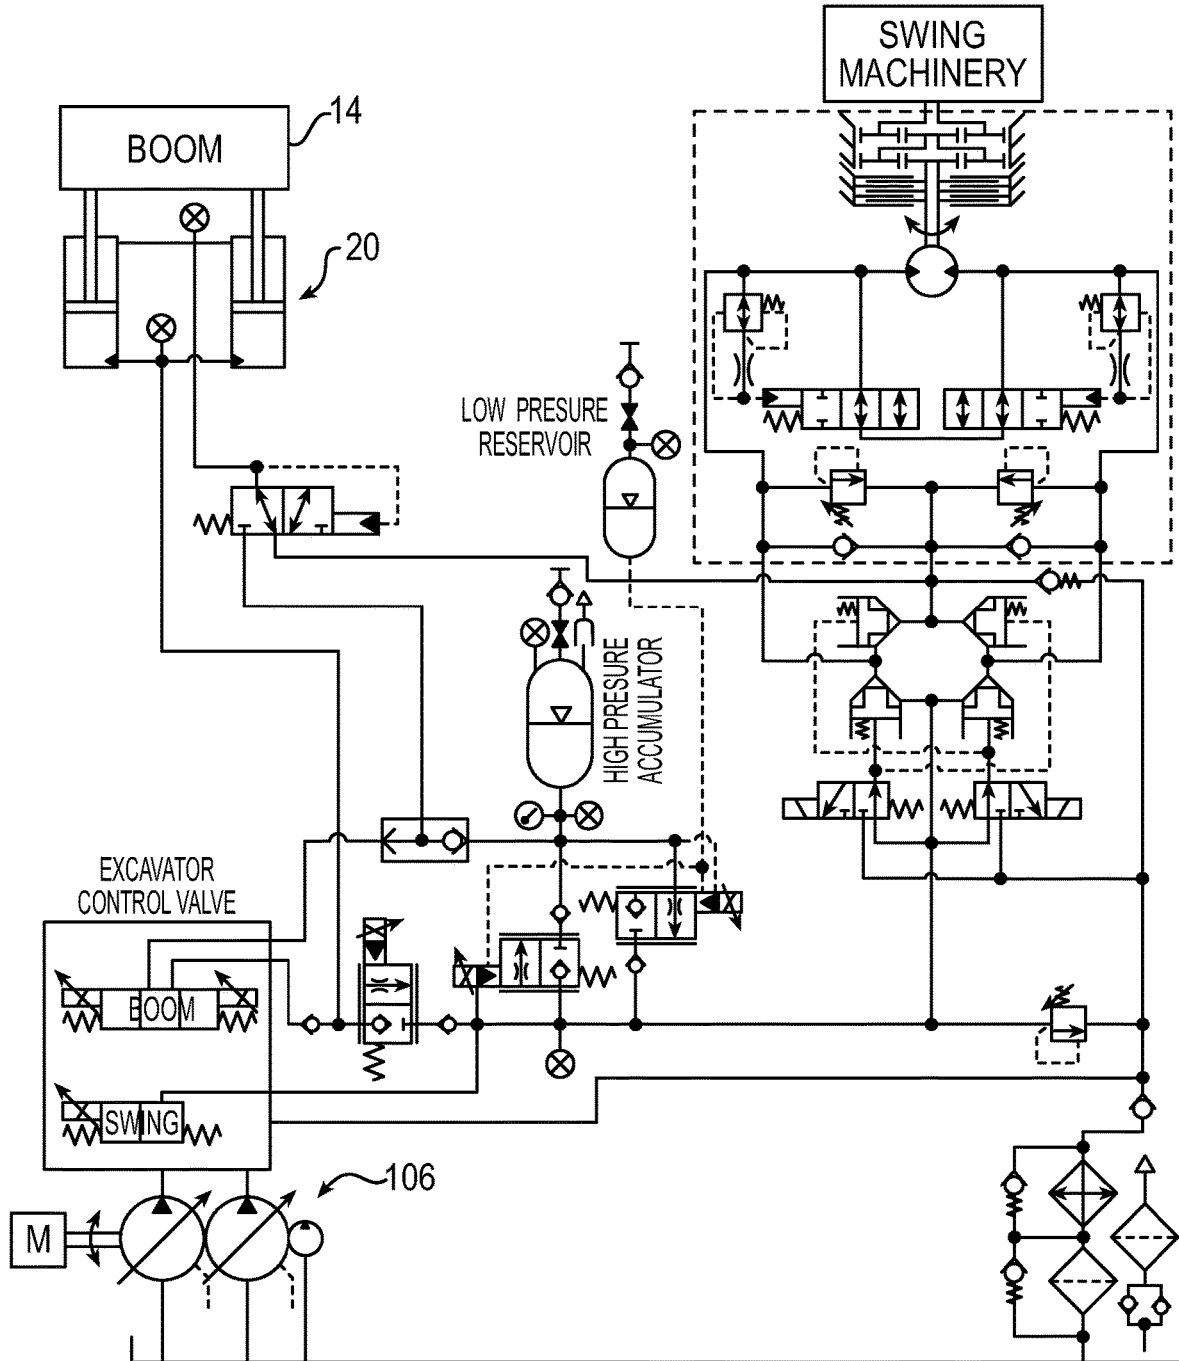 SWING
MACHINERY
14
BOOM
20
LOW PRESURE
RESERVOIR
HIGH PRESURE
ACCUMULATOR
EXCAVATOR
CONTROL VALVE
BOOM
SWING
106
M